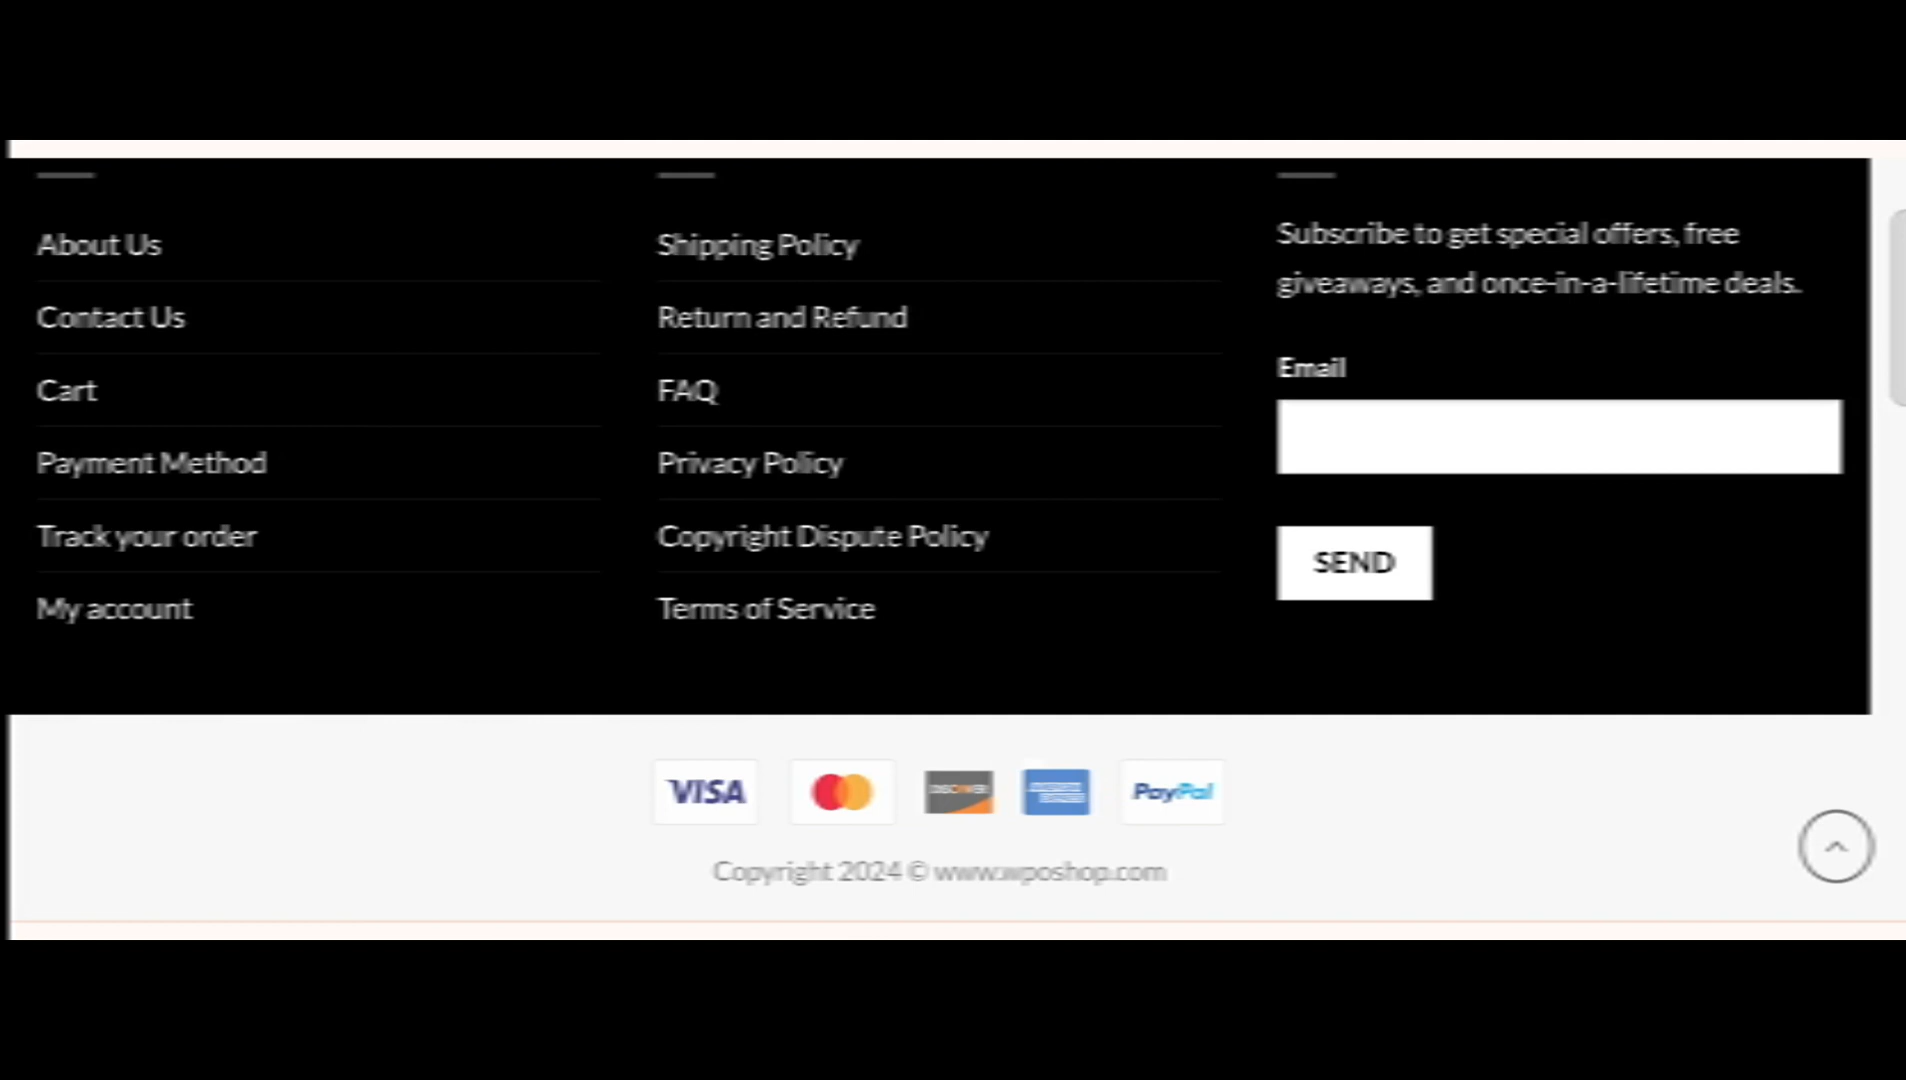 About Us
Contact Us
Cart
Payment Method
Track your order
My account
Shipping Policy
Return and Refund
FAQ
Privacy Policy
Copyright Dispute Policy
Terms of Service
Subscribe to get special offers, free
giveaways, and once-in-a-lifetime deals.
Email
SEND
VISA
DISCOVER
PayPal
Copyright 2024 © www.wposhop.com